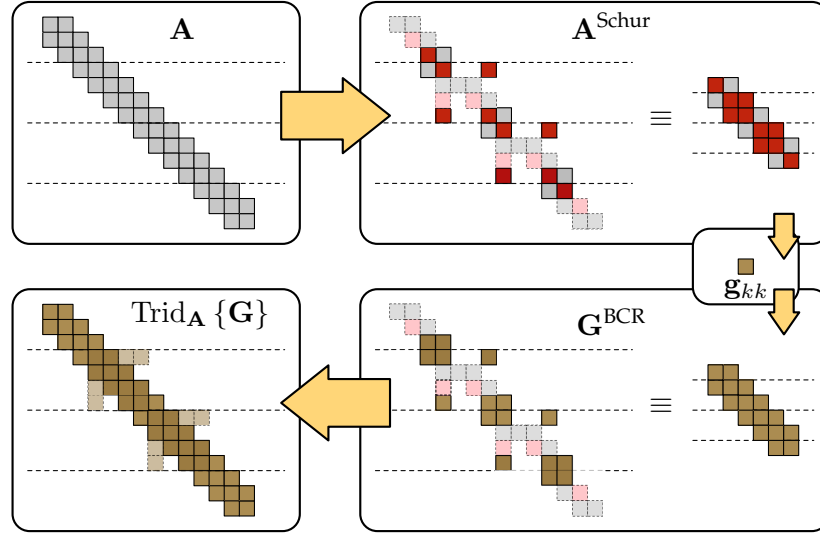 A
A^Schur
≡
g_kk
Trid_A {G}
G^BCR
≡